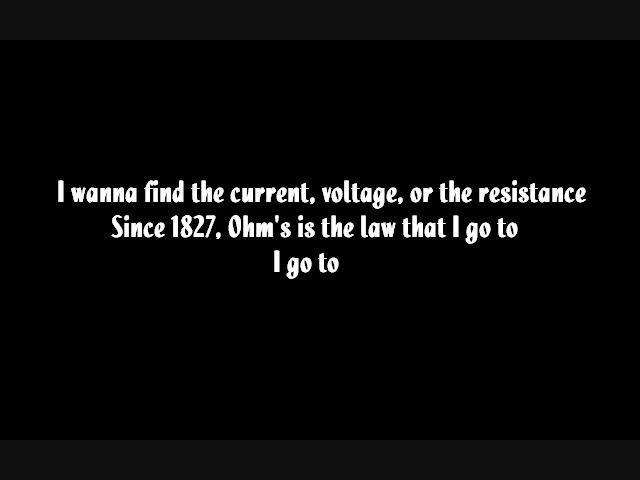 I wanna find the current, voltage, or the resistance
Since 1827, Ohm's is the law that I go to
I go to